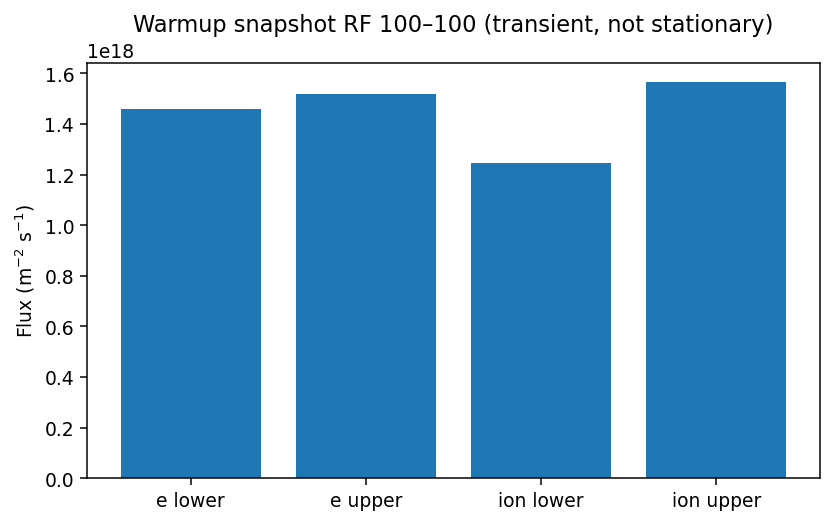 Warmup snapshot RF 100–100 (transient, not stationary)
1e18
1.6
1.4
1.2
1.0
0.8
0.6
0.4
0.2
0.0
Flux (m⁻² s⁻¹)
e lower
e upper
ion lower
ion upper